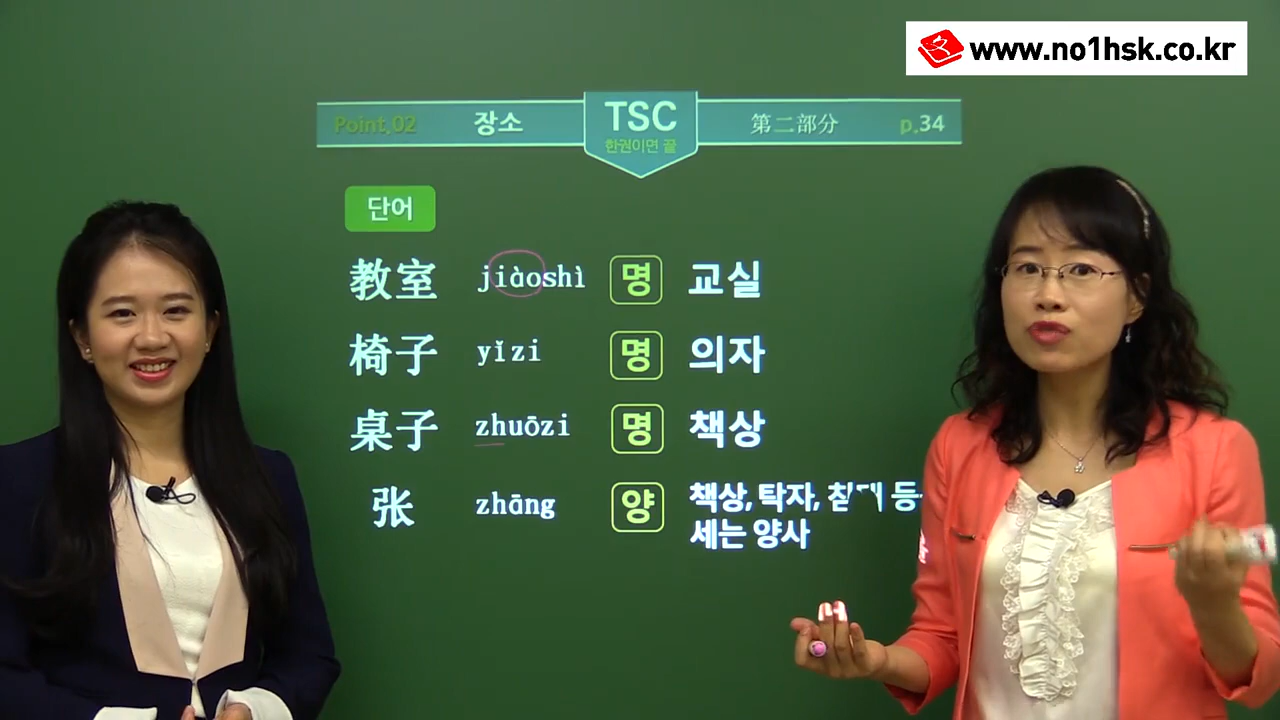 www.no1hsk.co.kr
Point.02 장소 TSC 第二部分 p.34
한권이면 끝
단어
教室 jiàoshì 명 교실
椅子 yǐzi 명 의자
桌子 zhuōzi 명 책상
张 zhāng 양 책상, 탁자, 등
세는 양사